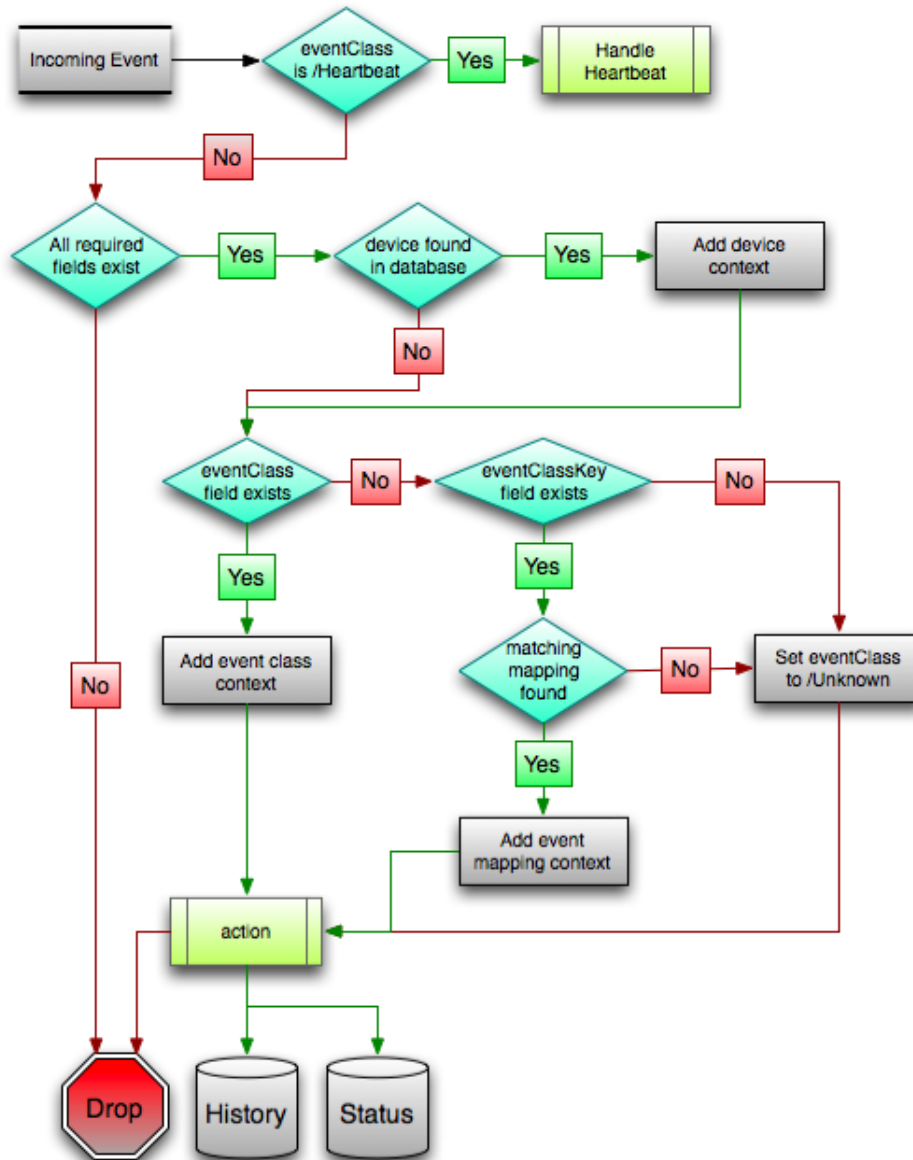 Incoming Event
eventClass
is /Heartbeat
Yes
Handle
Heartbeat
No
All required
fields exist
Yes
device found
in database
Yes
Add device
context
No
eventClass
field exists
No
eventClassKey
field exists
No
Yes
Yes
Add event class
context
matching
mapping
found
No
Set eventClass
to /Unknown
No
Yes
Add event
mapping context
action
Drop
History
Status